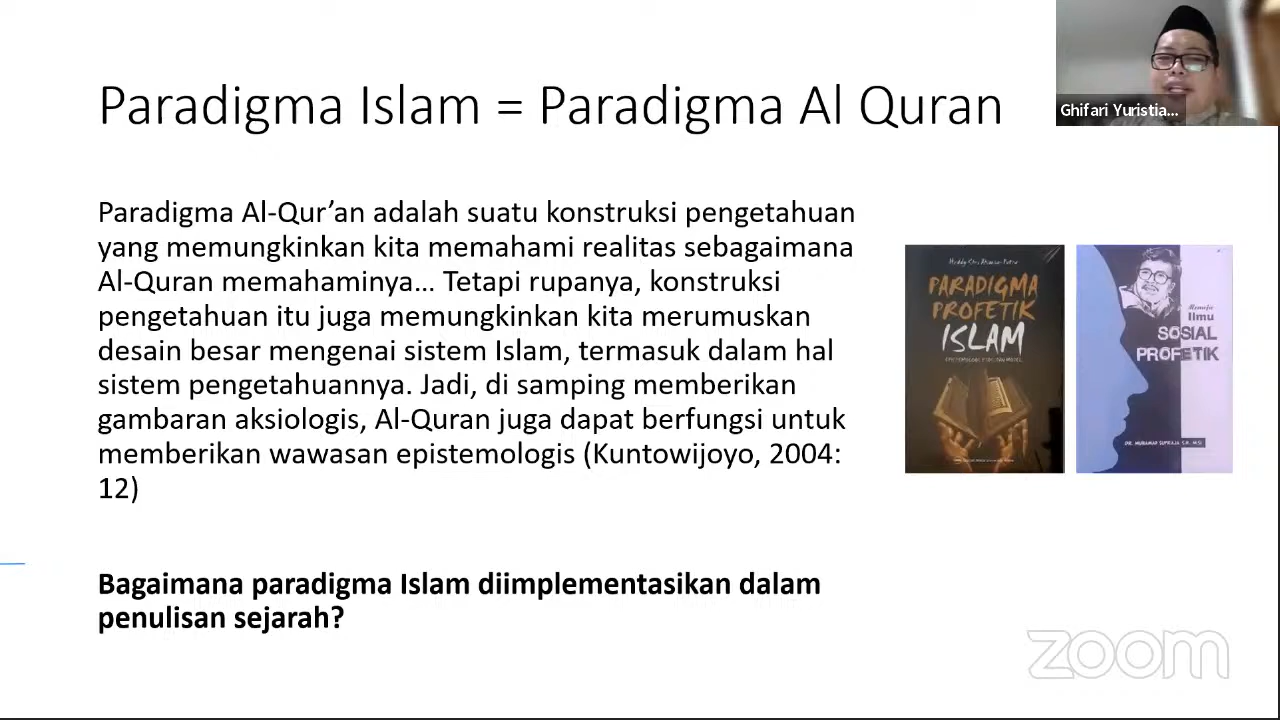 Paradigma Islam = Paradigma Al Quran
Ghifari Yuristia...
Paradigma Al-Qur’an adalah suatu konstruksi pengetahuan
yang memungkinkan kita memahami realitas sebagaimana
Al-Quran memahaminya… Tetapi rupanya, konstruksi
pengetahuan itu juga memungkinkan kita merumuskan
desain besar mengenai sistem Islam, termasuk dalam hal
sistem pengetahuannya. Jadi, di samping memberikan
gambaran aksiologis, Al-Quran juga dapat berfungsi untuk
memberikan wawasan epistemologis (Kuntowijoyo, 2004:
12)
Bagaimana paradigma Islam diimplementasikan dalam
penulisan sejarah?
PARADIGMA
PROFETIK
ISLAM
Ilmu
SOSIAL
PROFETIK
zoom